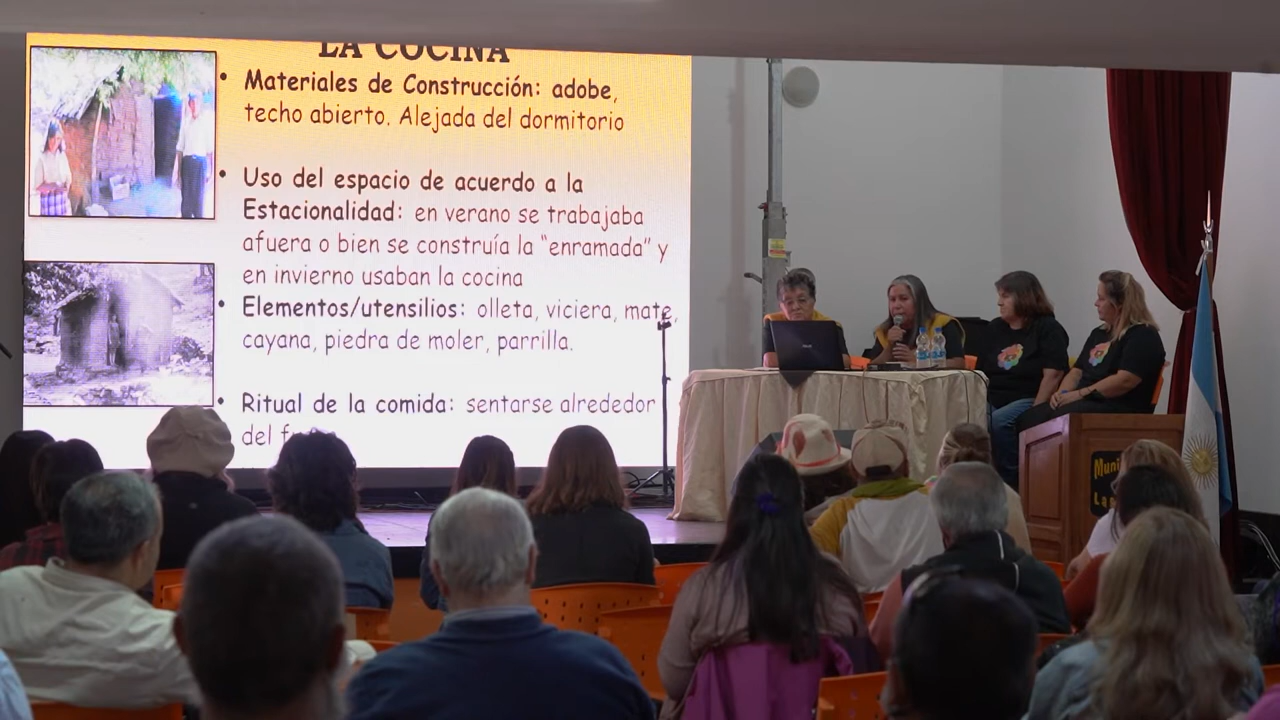 LA COCINA
• Materiales de Construcción: adobe,
techo abierto. Alejada del dormitorio
• Uso del espacio de acuerdo a la
Estacionalidad: en verano se trabajaba
afuera o bien se construía la “enramada” y
en invierno usaban la cocina
• Elementos/utensilios: olleta, viciera, mate,
cayana, piedra de moler, parrilla.
• Ritual de la comida: sentarse alrededor
del
Muni